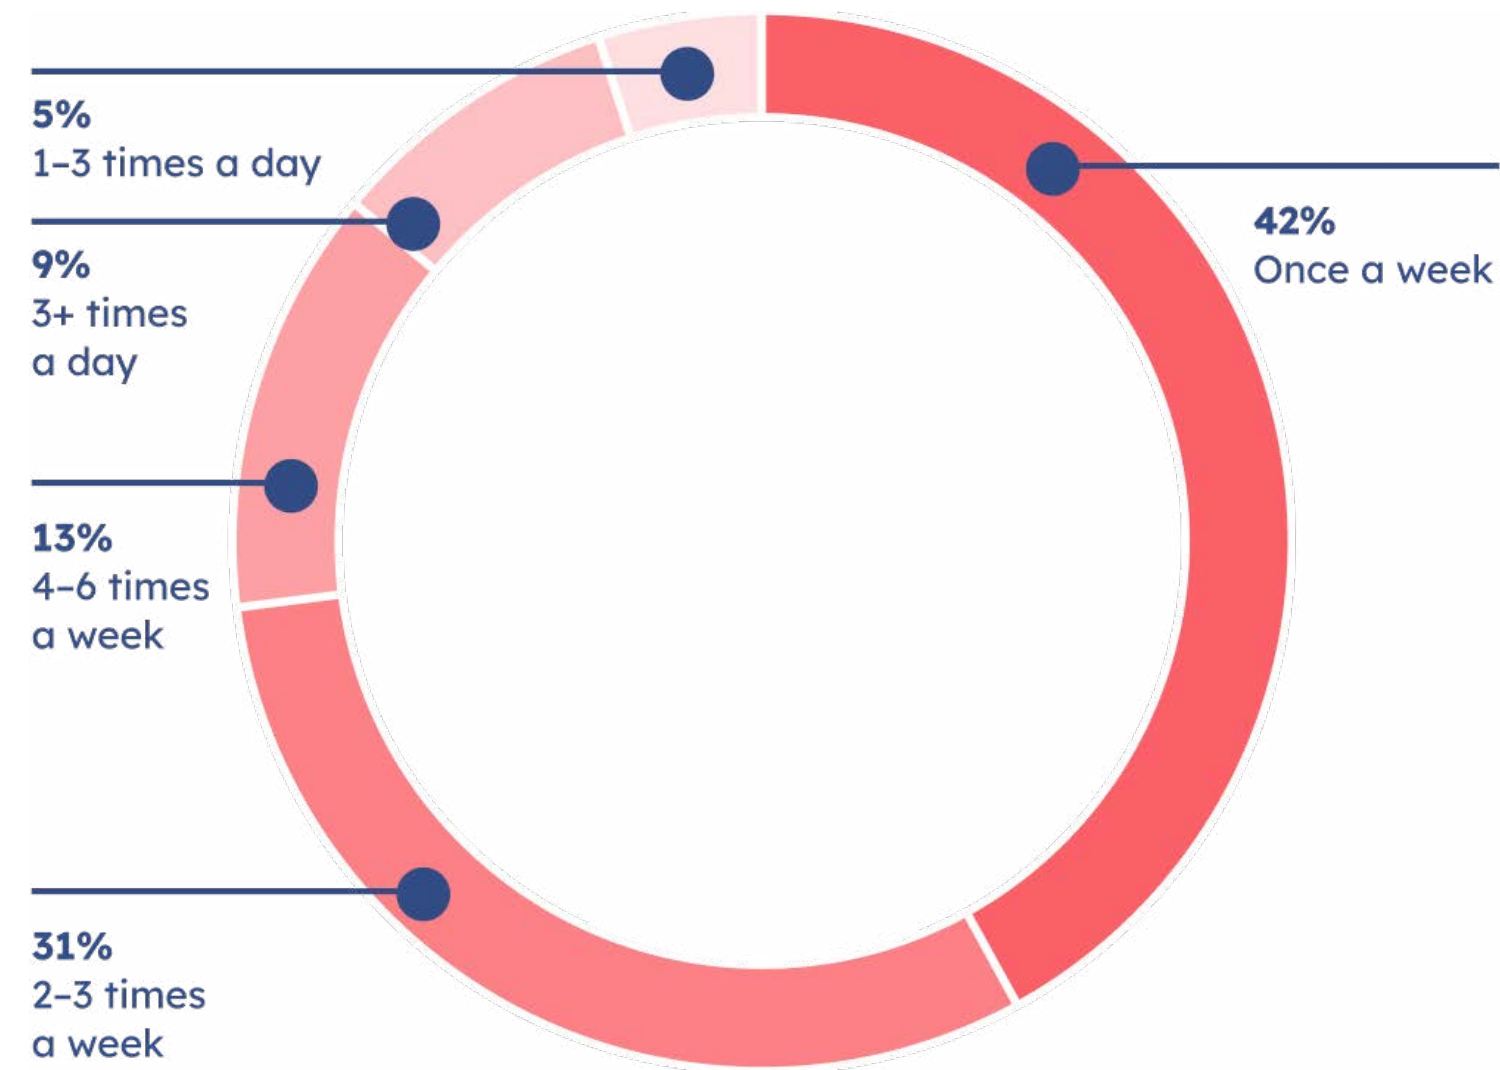 5%
1–3 times a day
9%
3+ times
a day
13%
4–6 times
a week
31%
2–3 times
a week
42%
Once a week